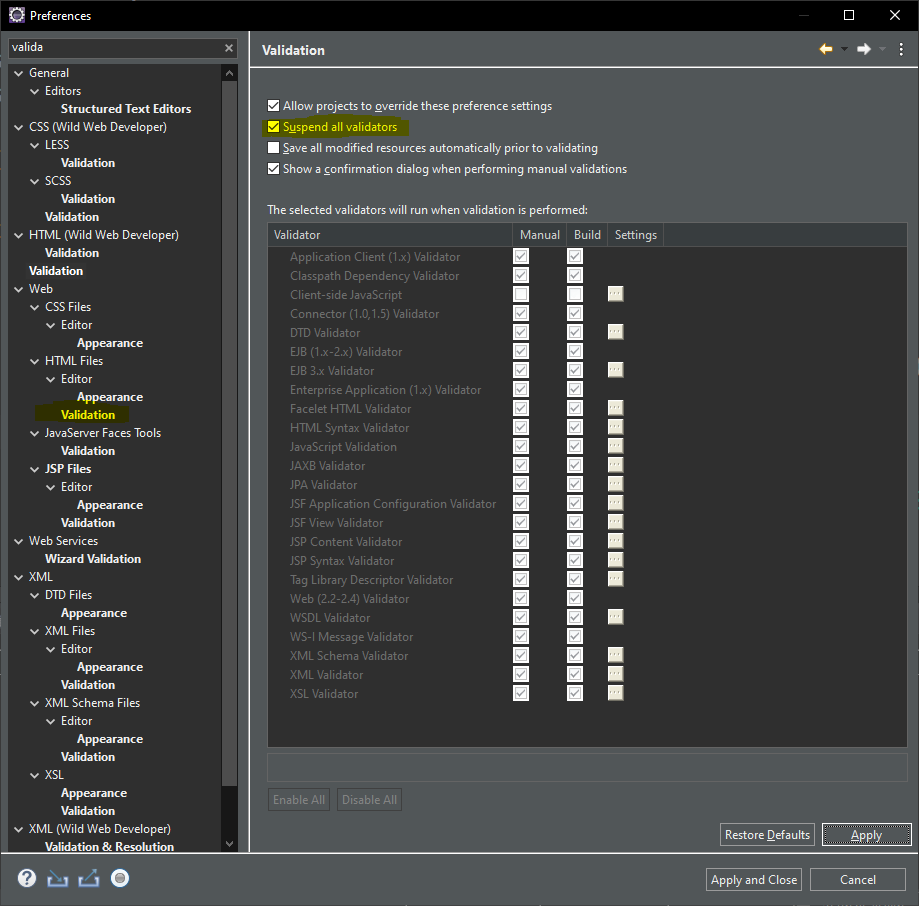 Preferences
valida
General
Editors
Structured Text Editors
CSS (Wild Web Developer)
LESS
Validation
SCSS
Validation
Validation
HTML (Wild Web Developer)
Validation
Validation
Web
CSS Files
Editor
Appearance
HTML Files
Editor
Appearance
Validation
JavaServer Faces Tools
Validation
JSP Files
Editor
Appearance
Validation
Web Services
Wizard Validation
XML
DTD Files
Appearance
XML Files
Editor
Appearance
Validation
XML Schema Files
Editor
Appearance
Validation
XSL
Appearance
Validation
XML (Wild Web Developer)
Validation & Resolution
Validation
Allow projects to override these preference settings
Suspend all validators
Save all modified resources automatically prior to validating
Show a confirmation dialog when performing manual validations
The selected validators will run when validation is performed:
Validator Manual Build Settings
Application Client (1.x) Validator
Classpath Dependency Validator
Client-side JavaScript ...
Connector (1.0,1.5) Validator
DTD Validator ...
EJB (1.x-2.x) Validator
EJB 3.x Validator ...
Enterprise Application (1.x) Validator
Facelet HTML Validator ...
HTML Syntax Validator ...
JavaScript Validation ...
JAXB Validator ...
JPA Validator ...
JSF Application Configuration Validator ...
JSF View Validator ...
JSP Content Validator ...
JSP Syntax Validator ...
Tag Library Descriptor Validator ...
Web (2.2-2.4) Validator
WSDL Validator ...
WS-I Message Validator
XML Schema Validator ...
XML Validator ...
XSL Validator ...
Enable All Disable All
Restore Defaults Apply
? Apply and Close Cancel